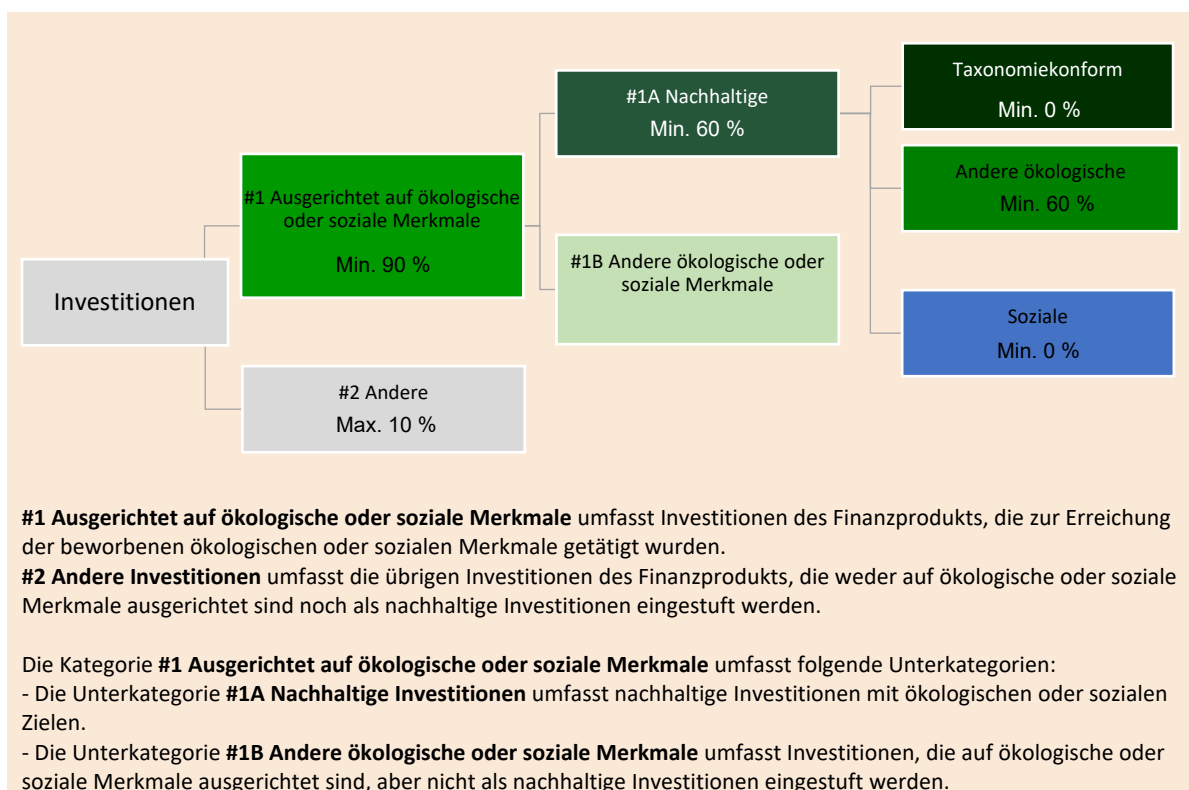 Investitionen
#1 Ausgerichtet auf ökologische
oder soziale Merkmale
Min. 90 %
#2 Andere
Max. 10 %
#1A Nachhaltige
Min. 60 %
#1B Andere ökologische oder
soziale Merkmale
Taxonomiekonform
Min. 0 %
Andere ökologische
Min. 60 %
Soziale
Min. 0 %
#1 Ausgerichtet auf ökologische oder soziale Merkmale umfasst Investitionen des Finanzprodukts, die zur Erreichung
der beworbenen ökologischen oder sozialen Merkmale getätigt wurden.
#2 Andere Investitionen umfasst die übrigen Investitionen des Finanzprodukts, die weder auf ökologische oder soziale
Merkmale ausgerichtet sind noch als nachhaltige Investitionen eingestuft werden.
Die Kategorie #1 Ausgerichtet auf ökologische oder soziale Merkmale umfasst folgende Unterkategorien:
- Die Unterkategorie #1A Nachhaltige Investitionen umfasst nachhaltige Investitionen mit ökologischen oder sozialen
Zielen.
- Die Unterkategorie #1B Andere ökologische oder soziale Merkmale umfasst Investitionen, die auf ökologische oder
soziale Merkmale ausgerichtet sind, aber nicht als nachhaltige Investitionen eingestuft werden.